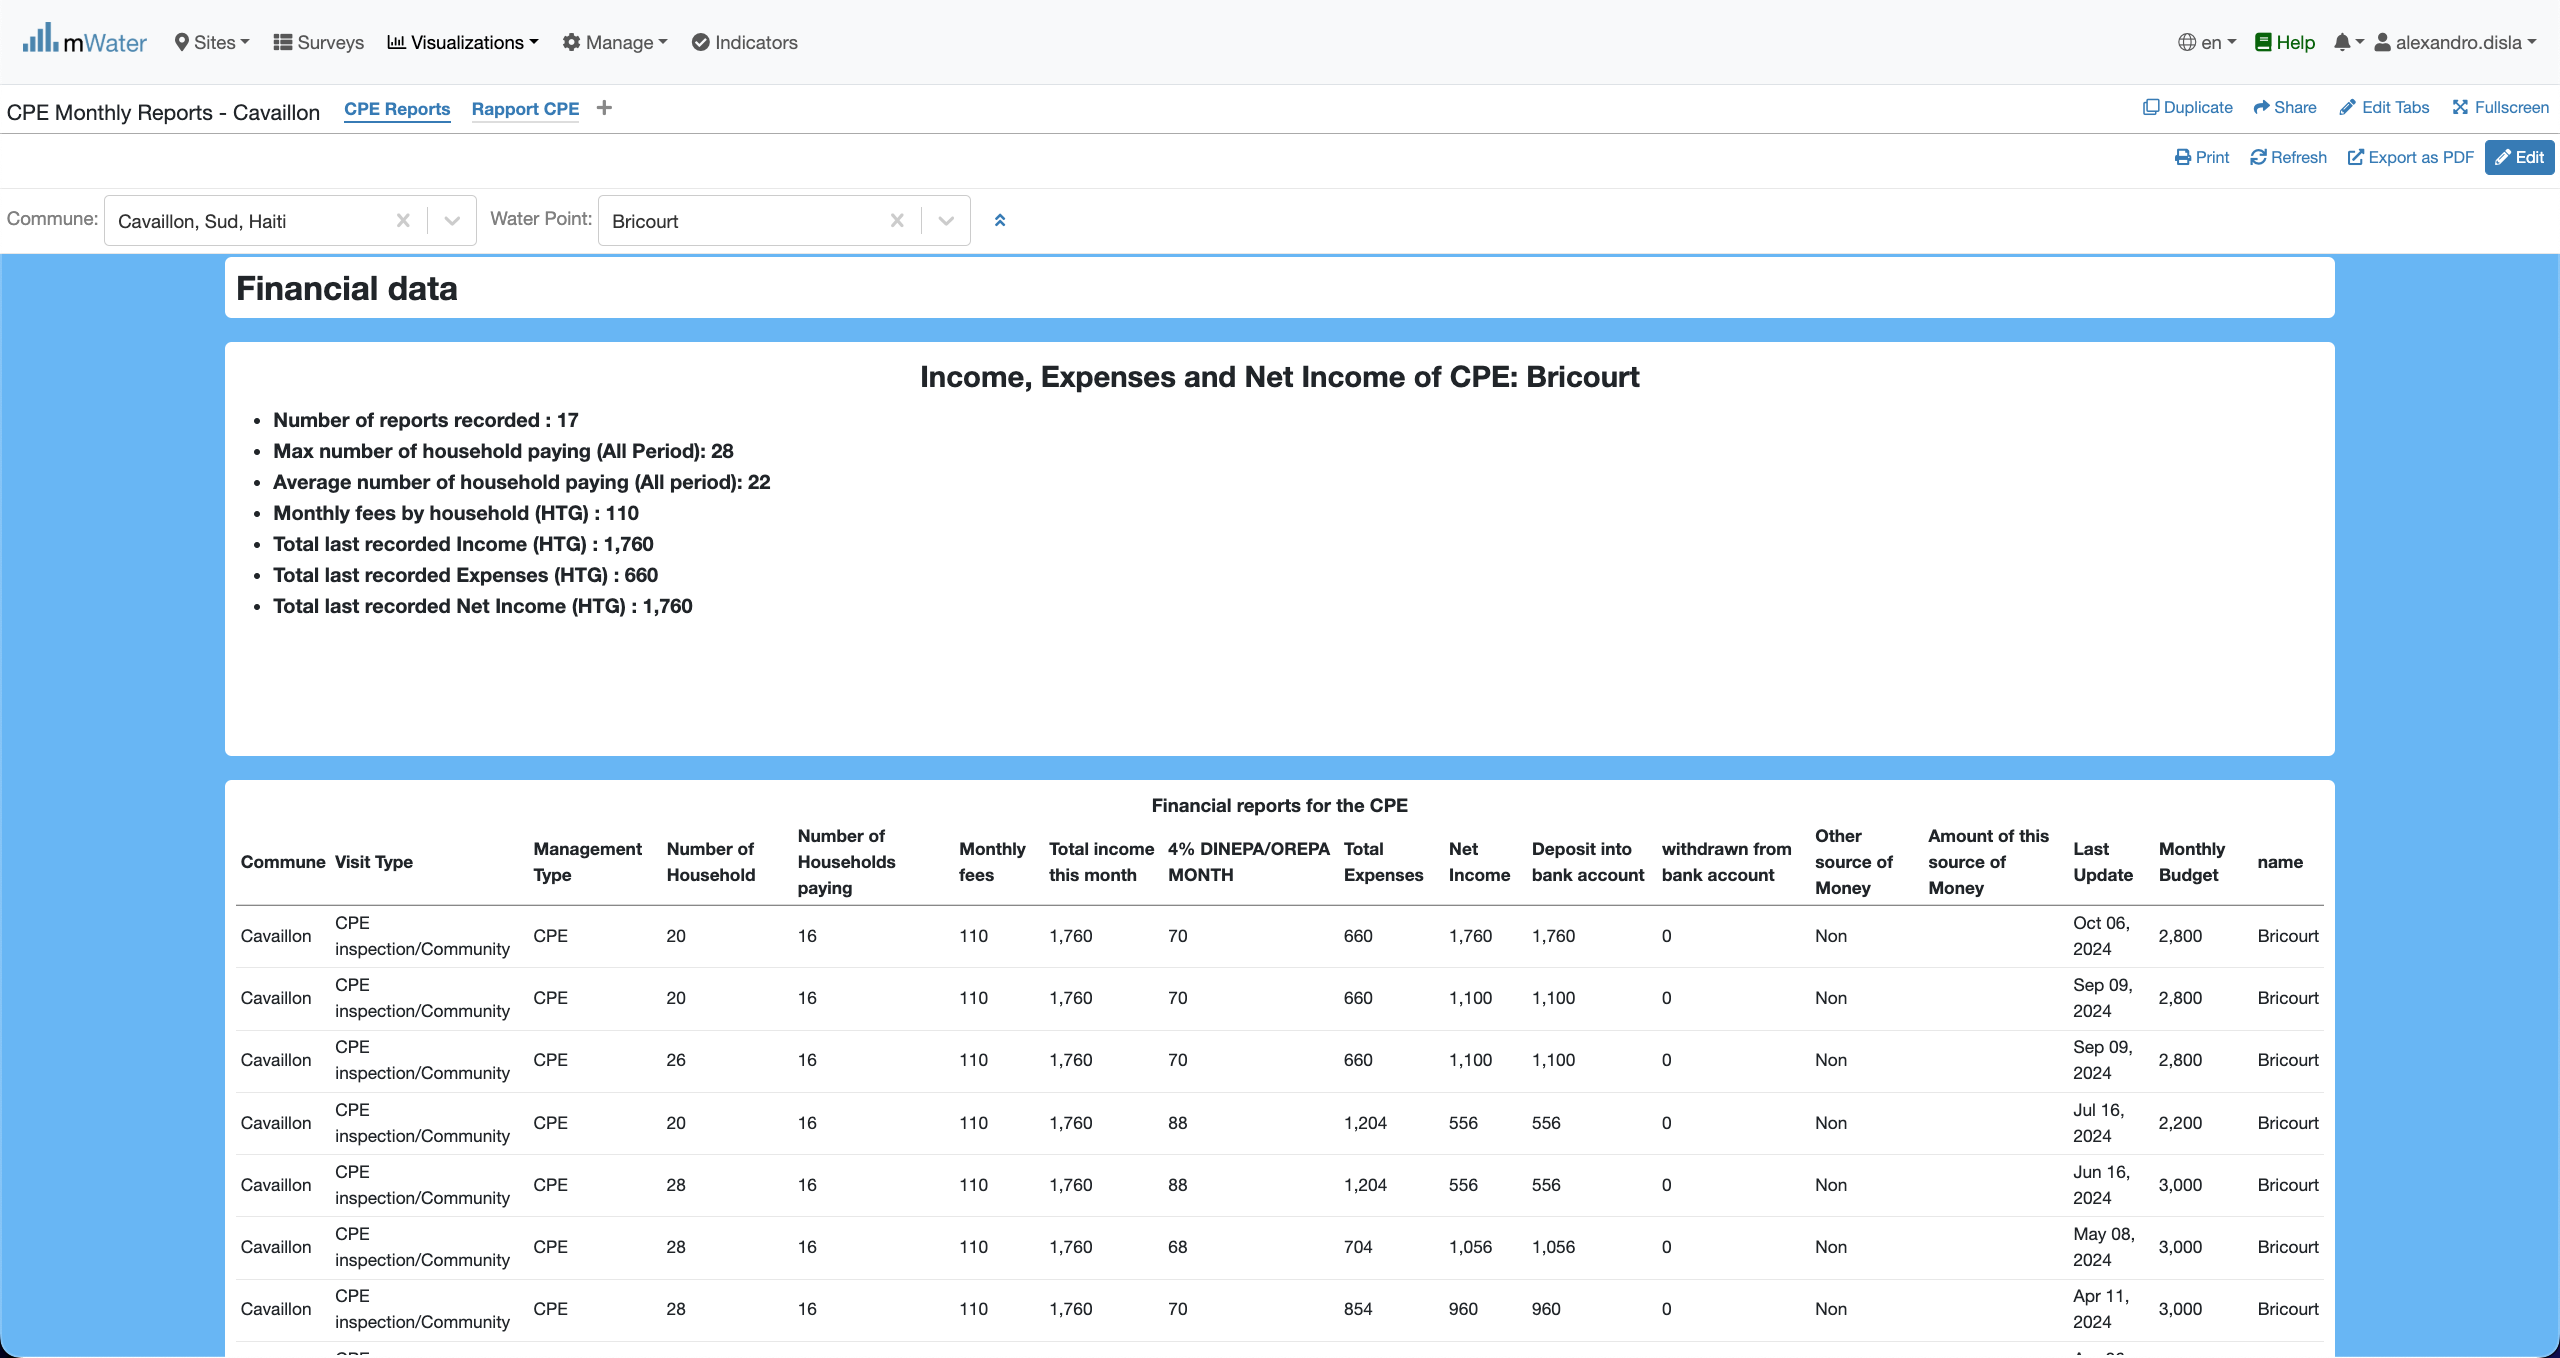 mWater Sites Surveys Visualizations Manage Indicators en Help alexandro.disla
CPE Monthly Reports - Cavaillon CPE Reports Rapport CPE Duplicate Share Edit Tabs Fullscreen
Print Refresh Export as PDF Edit
Commune: Cavaillon, Sud, Haiti Water Point: Bricourt
Financial data
Income, Expenses and Net Income of CPE: Bricourt
• Number of reports recorded : 17
• Max number of household paying (All Period): 28
• Average number of household paying (All period): 22
• Monthly fees by household (HTG) : 110
• Total last recorded Income (HTG) : 1,760
• Total last recorded Expenses (HTG) : 660
• Total last recorded Net Income (HTG) : 1,760
Financial reports for the CPE
Commune Visit Type Management Type Number of Household Number of Households paying Monthly fees Total income this month 4% DINEPA/OREPA MONTH Total Expenses Net Income Deposit into bank account withdrawn from bank account Other source of Money Amount of this source of Money Last Update Monthly Budget name
Cavaillon CPE inspection/Community CPE 20 16 110 1,760 70 660 1,760 1,760 0 Non Oct 06, 2024 2,800 Bricourt
Cavaillon CPE inspection/Community CPE 20 16 110 1,760 70 660 1,100 1,100 0 Non Sep 09, 2024 2,800 Bricourt
Cavaillon CPE inspection/Community CPE 26 16 110 1,760 70 660 1,100 1,100 0 Non Sep 09, 2024 2,800 Bricourt
Cavaillon CPE inspection/Community CPE 20 16 110 1,760 88 1,204 556 556 0 Non Jul 16, 2024 2,200 Bricourt
Cavaillon CPE inspection/Community CPE 28 16 110 1,760 88 1,204 556 556 0 Non Jun 16, 2024 3,000 Bricourt
Cavaillon CPE inspection/Community CPE 28 16 110 1,760 68 704 1,056 1,056 0 Non May 08, 2024 3,000 Bricourt
Cavaillon CPE inspection/Community CPE 28 16 110 1,760 70 854 960 960 0 Non Apr 11, 2024 3,000 Bricourt